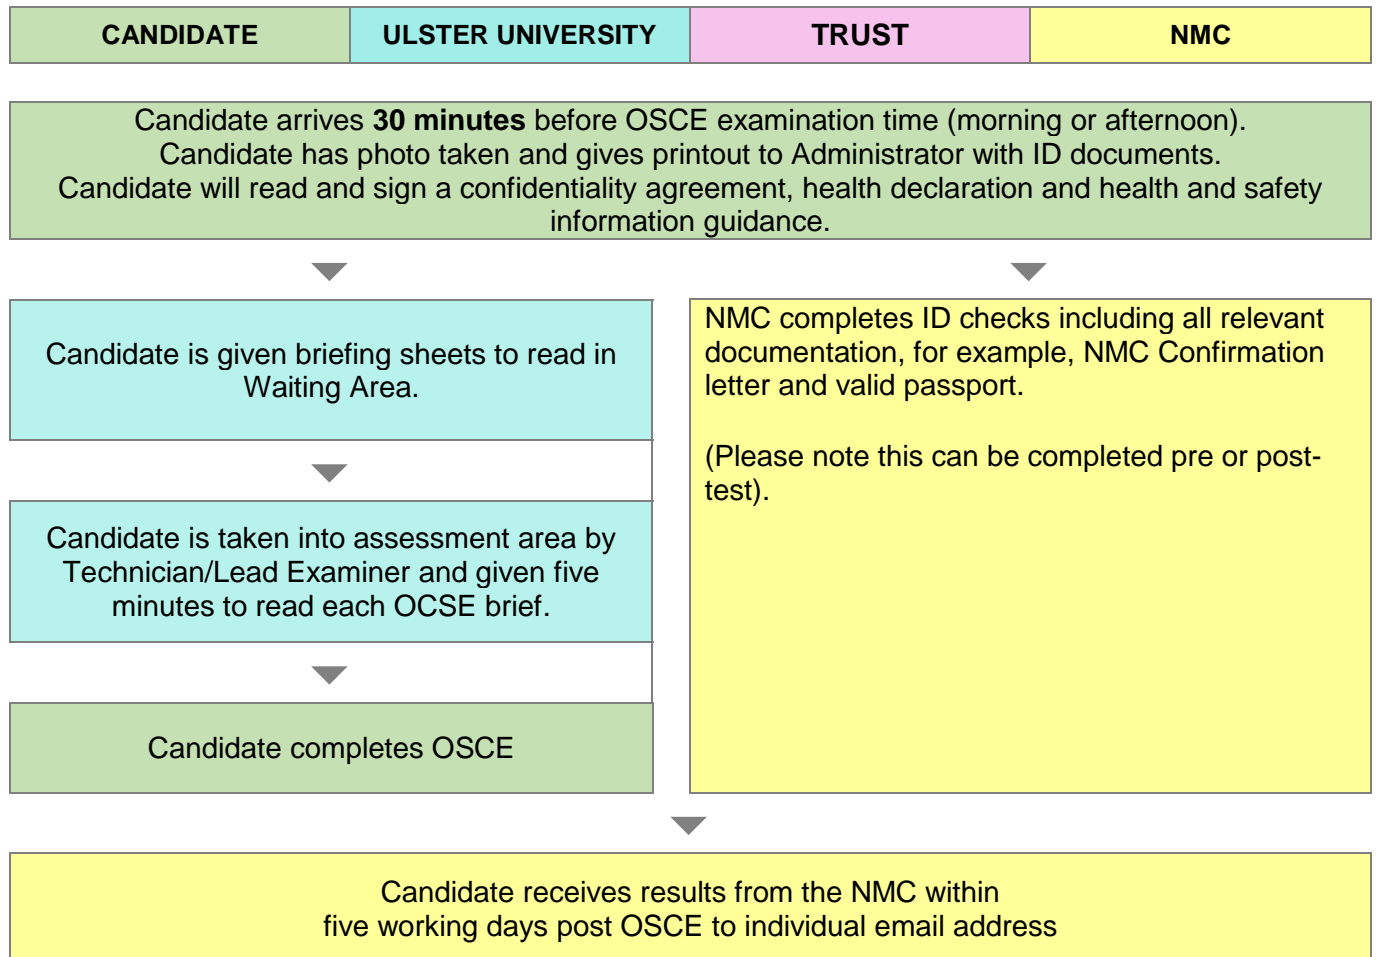 CANDIDATE
ULSTER UNIVERSITY
TRUST
NMC
Candidate arrives 30 minutes before OSCE examination time (morning or afternoon).
Candidate has photo taken and gives printout to Administrator with ID documents.
Candidate will read and sign a confidentiality agreement, health declaration and health and safety
information guidance.
Candidate is given briefing sheets to read in
Waiting Area.
Candidate is taken into assessment area by
Technician/Lead Examiner and given five
minutes to read each OCSE brief.
Candidate completes OSCE
NMC completes ID checks including all relevant
documentation, for example, NMC Confirmation
letter and valid passport.
(Please note this can be completed pre or post-
test).
Candidate receives results from the NMC within
five working days post OSCE to individual email address